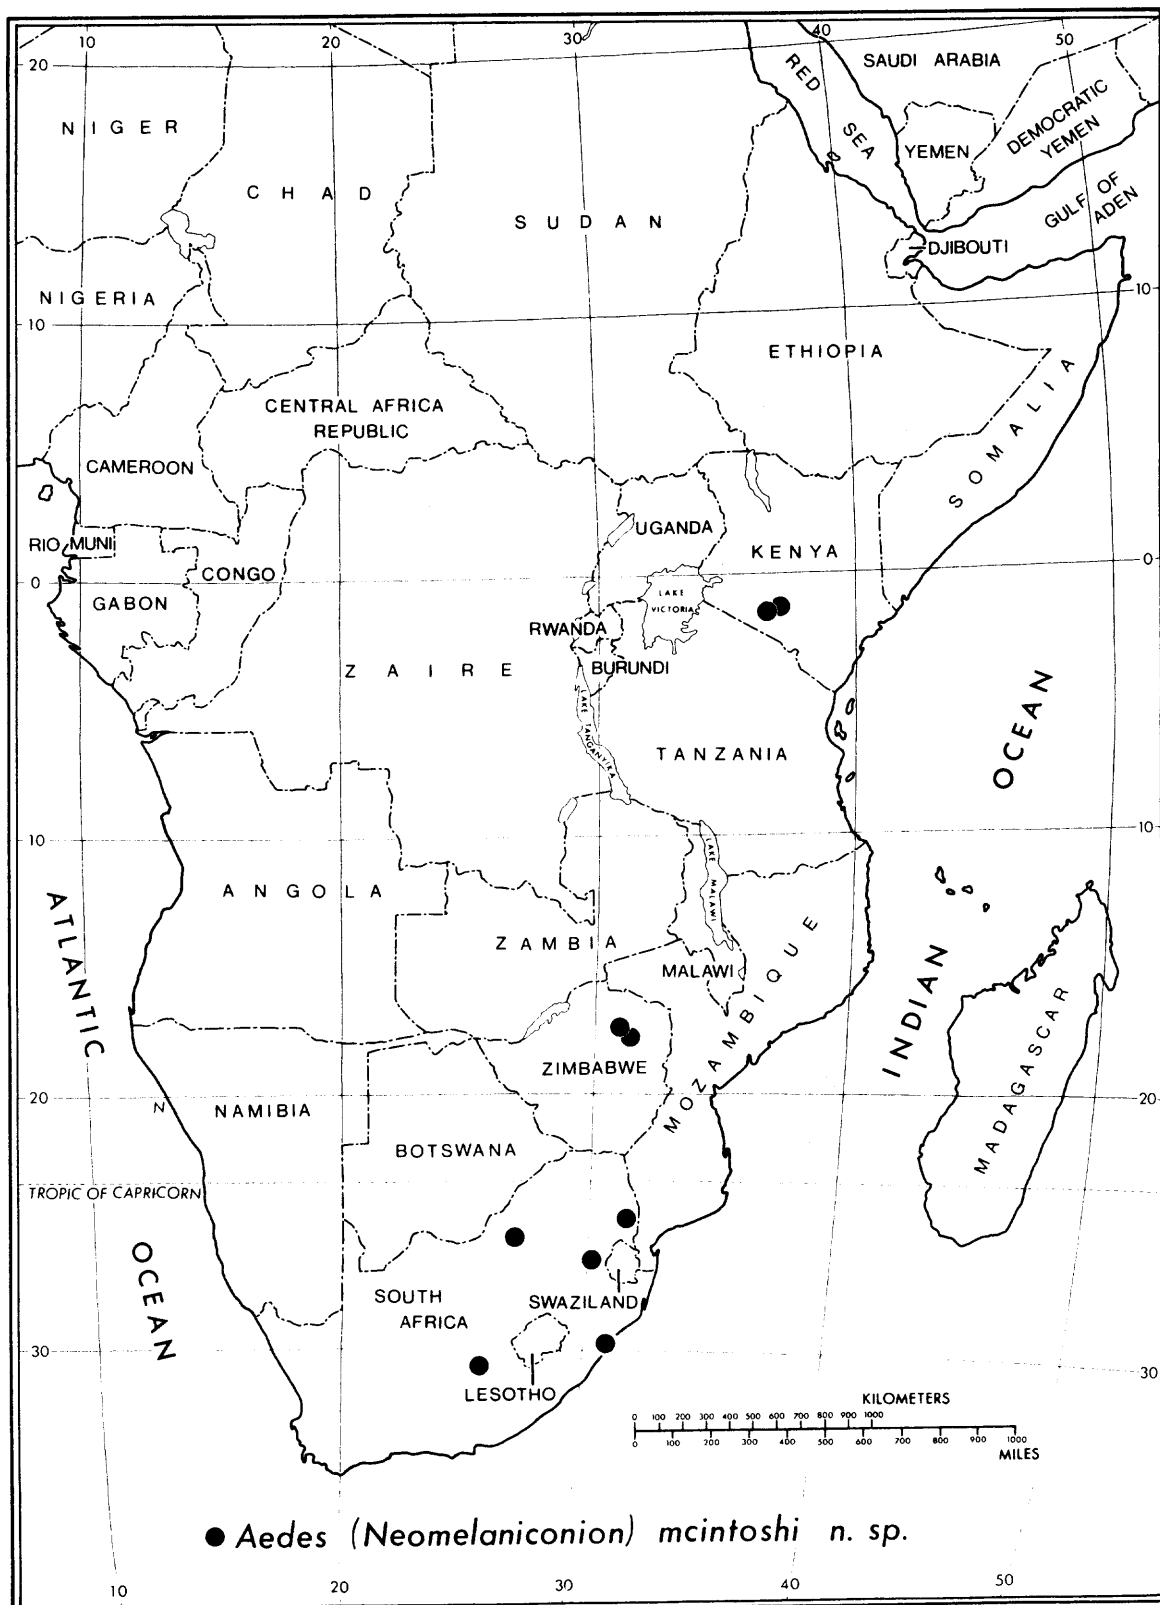 10 20 30 40 50
20
SAUDI ARABIA
RED
SEA
NIGER
YEMEN
DEMOCRATIC
YEMEN
CHAD
SUDAN
GULF OF
ADEN
DJIBOUTI
NIGERIA
10
10
ETHIOPIA
SOMALIA
CENTRAL AFRICA
REPUBLIC
CAMEROON
UGANDA
KENYA
RIO MUNI
CONGO
0
0
GABON
LAKE
VICTORIA
RWANDA
BURUNDI
ZAIRE
LAKE TANGANYIKA
TANZANIA
10
10
LAKE MALAWI
ANGOLA
ZAMBIA
MALAWI
MOZAMBIQUE
ATLANTIC
OCEAN
INDIAN
OCEAN
MADAGASCAR
ZIMBABWE
20
20
N
NAMIBIA
BOTSWANA
TROPIC OF CAPRICORN
SOUTH
AFRICA
SWAZILAND
30
30
LESOTHO
KILOMETERS
0 100 200 300 400 500 600 700 800 900 1000
0 100 200 300 400 500 600 700 800 900 1000
MILES
Aedes (Neomelaniconion) mcintoshi n. sp.
10 20 30 40 50